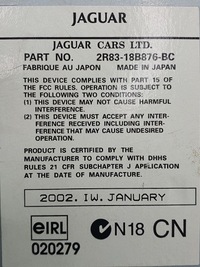 JAGUAR
JAGUAR CARS LTD.
PART NO. 2R83-18B876-BC
FABRIQUE AU JAPON MADE IN JAPAN
THIS DEVICE COMPLIES WITH PART 15 OF
THE FCC RULES. OPERATION IS SUBJECT TO
THE FOLLOWING TWO CONDITIONS:
(1) THIS DEVICE MAY NOT CAUSE HARMFUL
INTERFERENCE.
(2) THIS DEVICE MUST ACCEPT ANY INTER-
FERENCE RECEIVED INCLUDING INTER-
FERENCE THAT MAY CAUSE UNDESIRED
OPERATION.
PRODUCT IS CERTIFIED BY THE
MANUFACTURER TO COMPLY WITH DHHS
RULES 21 CFR SUBCHAPTER J APPLICATION
AT THE DATE OF MANUFACTURE.
2002. IW. JANUARY
eIRL
020279
N18 CN